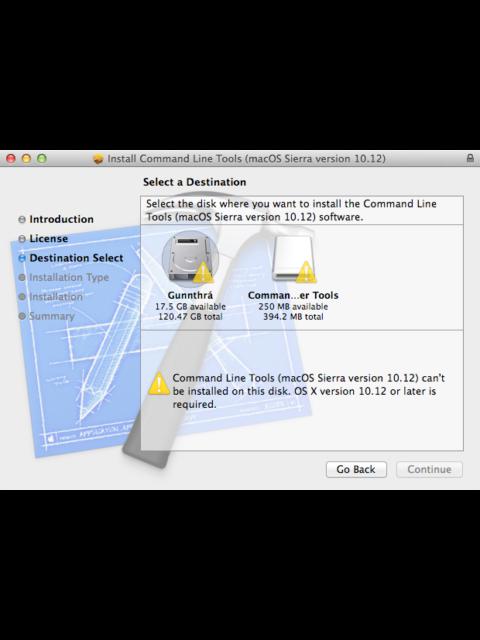 Install Command Line Tools (macOS Sierra version 10.12)
Select a Destination
Introduction
License
Destination Select
Installation Type
Installation
Summary
Select the disk where you want to install the Command Line
Tools (macOS Sierra version 10.12) software.
Gunnthrá
17.5 GB available
120.47 GB total
Comman...er Tools
250 MB available
394.2 MB total
Command Line Tools (macOS Sierra version 10.12) can't
be installed on this disk. OS X version 10.12 or later is
required.
APPLICATION.APP
Go Back
Continue